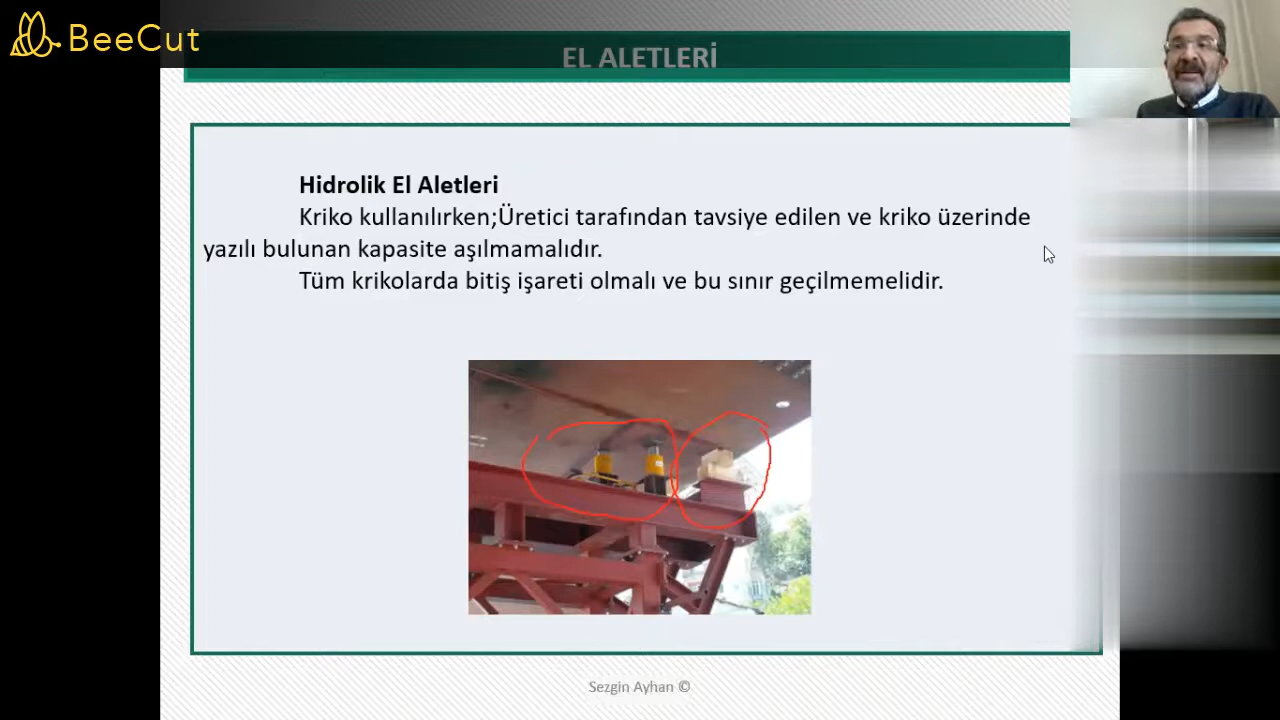 BeeCut
EL ALETLERİ
Hidrolik El Aletleri
Kriko kullanılırken;Üretici tarafından tavsiye edilen ve kriko üzerinde
yazılı bulunan kapasite aşılmamalıdır.
Tüm krikolarda bitiş işareti olmalı ve bu sınır geçilmemelidir.
Sezgin Ayhan ©